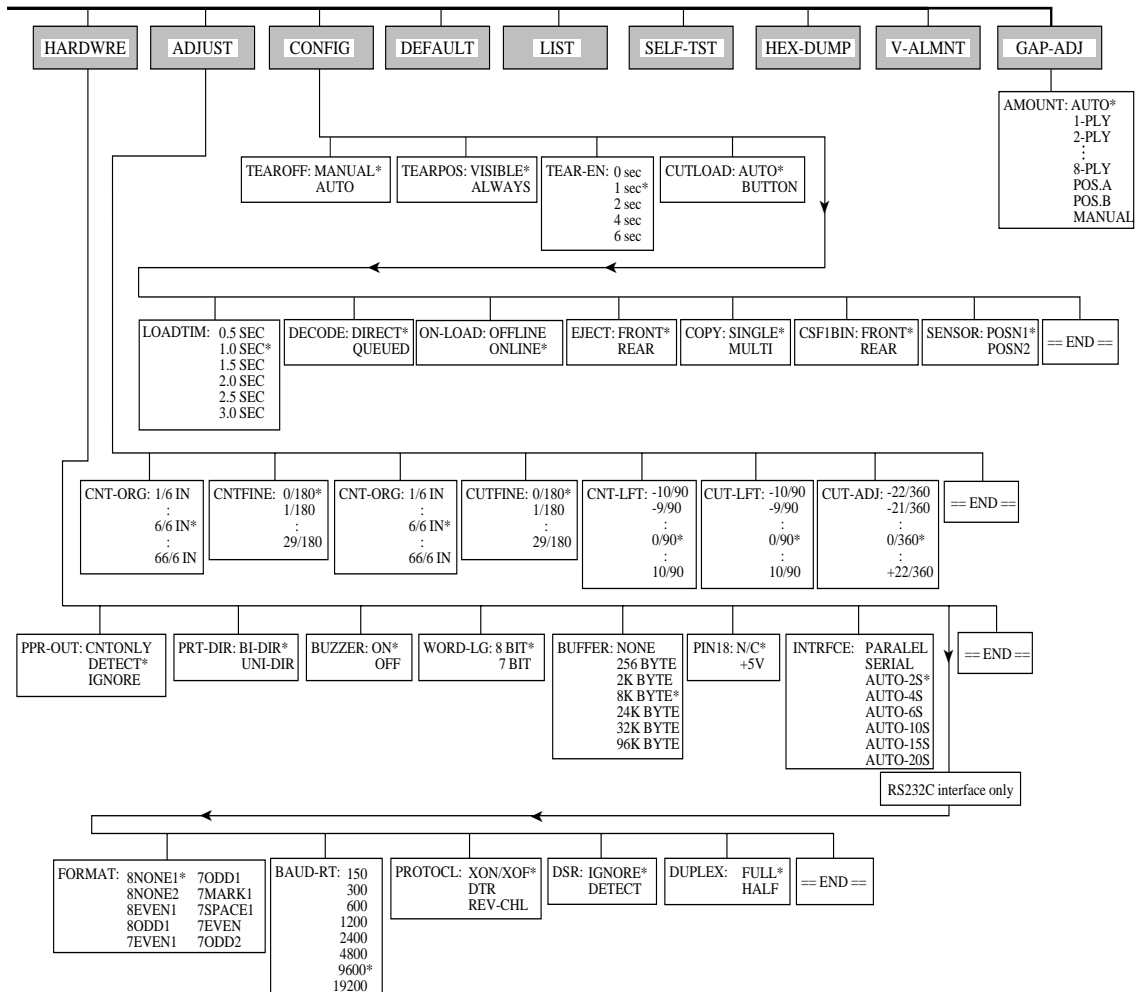 HARDWRE
ADJUST
CONFIG
DEFAULT
LIST
SELF-TST
HEX-DUMP
V-ALMNT
GAP-ADJ
AMOUNT: AUTO*
1-PLY
2-PLY
:
8-PLY
POS.A
POS.B
MANUAL
TEAROFF: MANUAL*
AUTO
TEARPOS: VISIBLE*
ALWAYS
TEAR-EN: 0 sec
1 sec*
2 sec
4 sec
6 sec
CUTLOAD: AUTO*
BUTTON
LOADTIM: 0.5 SEC
1.0 SEC*
1.5 SEC
2.0 SEC
2.5 SEC
3.0 SEC
DECODE: DIRECT*
QUEUED
ON-LOAD: OFFLINE
ONLINE*
EJECT: FRONT*
REAR
COPY: SINGLE*
MULTI
CSF1BIN: FRONT*
REAR
SENSOR: POSN1*
POSN2
== END ==
CNT-ORG: 1/6 IN
:
6/6 IN*
:
66/6 IN
CNTFINE: 0/180*
1/180
:
29/180
CNT-ORG: 1/6 IN
:
6/6 IN*
:
66/6 IN
CUTFINE: 0/180*
1/180
:
29/180
CNT-LFT: -10/90
-9/90
:
0/90*
:
10/90
CUT-LFT: -10/90
-9/90
:
0/90*
:
10/90
CUT-ADJ: -22/360
-21/360
:
0/360*
:
+22/360
== END ==
PPR-OUT: CNTONLY
DETECT*
IGNORE
PRT-DIR: BI-DIR*
UNI-DIR
BUZZER: ON*
OFF
WORD-LG: 8 BIT*
7 BIT
BUFFER: NONE
256 BYTE
2K BYTE
8K BYTE*
24K BYTE
32K BYTE
96K BYTE
PIN18: N/C*
+5V
INTRFCE: PARALEL
SERIAL
AUTO-2S*
AUTO-4S
AUTO-6S
AUTO-10S
AUTO-15S
AUTO-20S
== END ==
RS232C interface only
FORMAT: 8NONE1* 7ODD1
8NONE2 7MARK1
8EVEN1 7SPACE1
8ODD1 7EVEN
7EVEN1 7ODD2
BAUD-RT: 150
300
600
1200
2400
4800
9600*
19200
PROTOCL: XON/XOF*
DTR
REV-CHL
DSR: IGNORE*
DETECT
DUPLEX: FULL*
HALF
== END ==